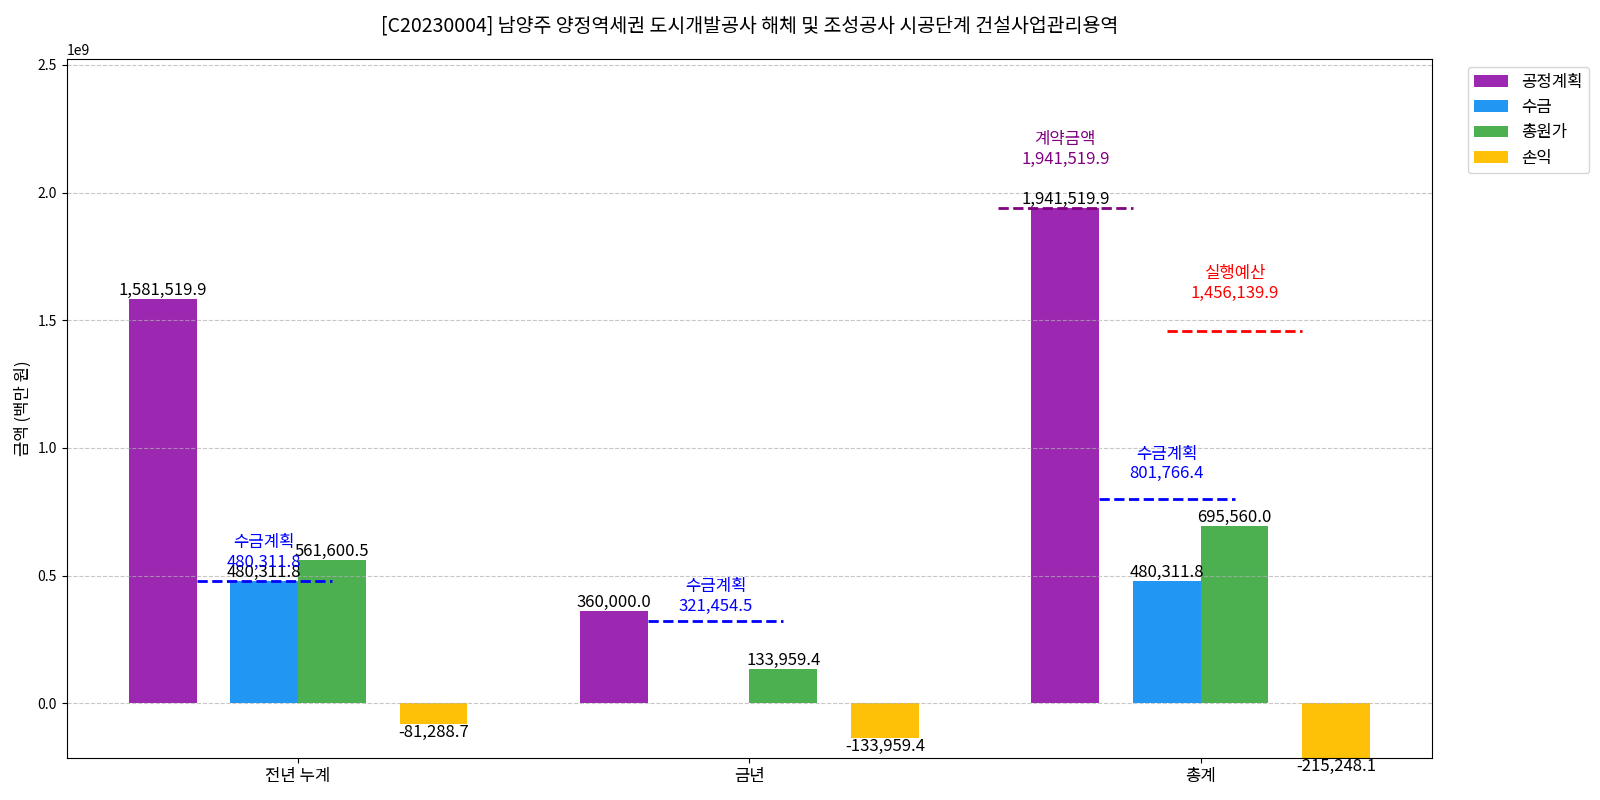 [C20230004] 남양주 양정역세권 도시개발공사 해체 및 조성공사 시공단계 건설사업관리용역
1e9
2.5
2.0
1.5
1.0
0.5
0.0
금액 (백만 원)
공정계획
수금
총원가
손익
계약금액
1,941,519.9
1,941,519.9
실행예산
1,456,139.9
1,581,519.9
수금계획
801,766.4
695,560.0
480,311.8
수금계획
480,311.8
480,311.8
561,600.5
360,000.0
수금계획
321,454.5
133,959.4
-81,288.7
-133,959.4
-215,248.1
전년 누계
금년
총계